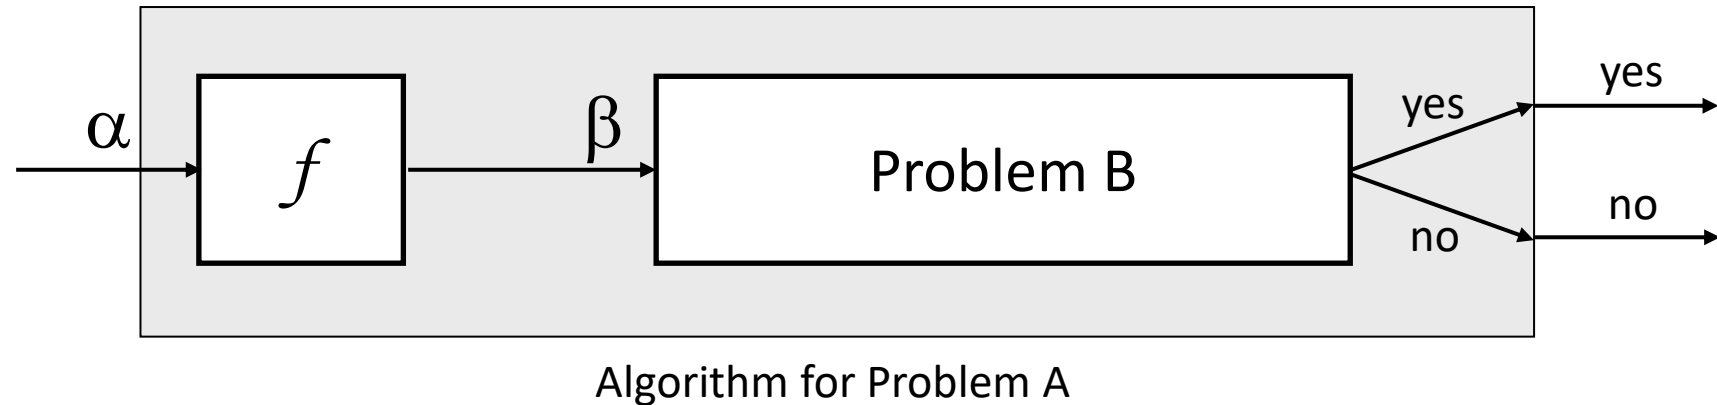 α
f
β
Problem B
yes
no
yes
no
Algorithm for Problem A